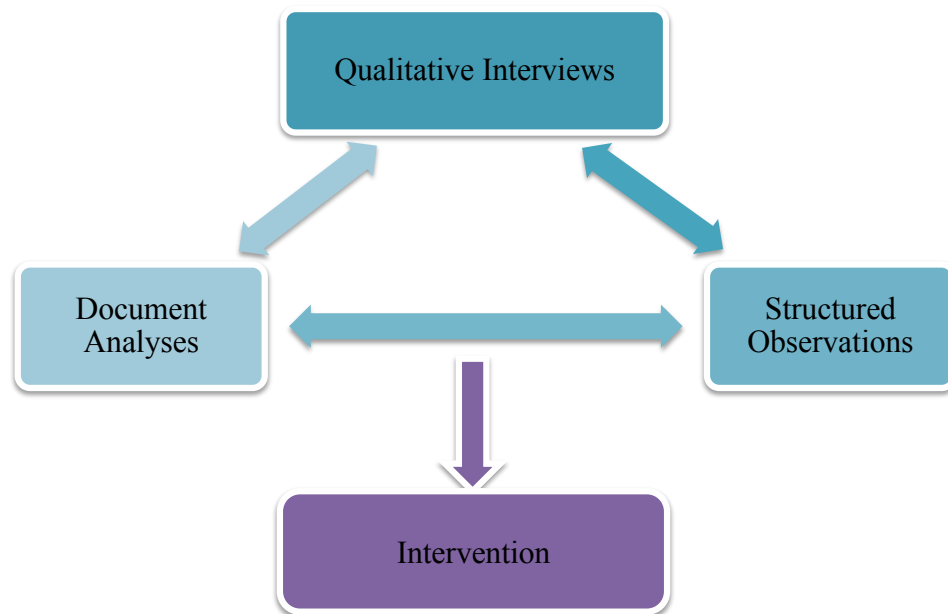 Qualitative Interviews
Document
Analyses
Structured
Observations
Intervention